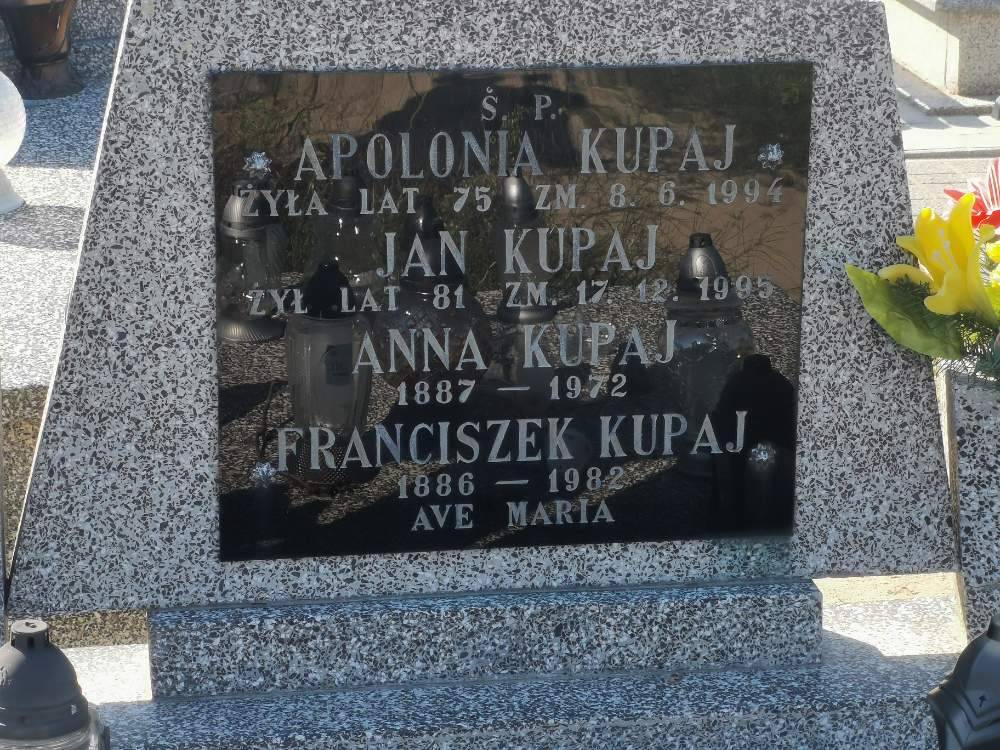 Ś. P.
APOLONIA KUPAJ
ŻYŁA LAT 75 ZM. 8. 6. 1994
JAN KUPAJ
ŻYŁ LAT 81 ZM. 17 12. 1995
ANNA KUPAJ
1887 — 1972
FRANCISZEK KUPAJ
1886 — 1982
AVE MARIA